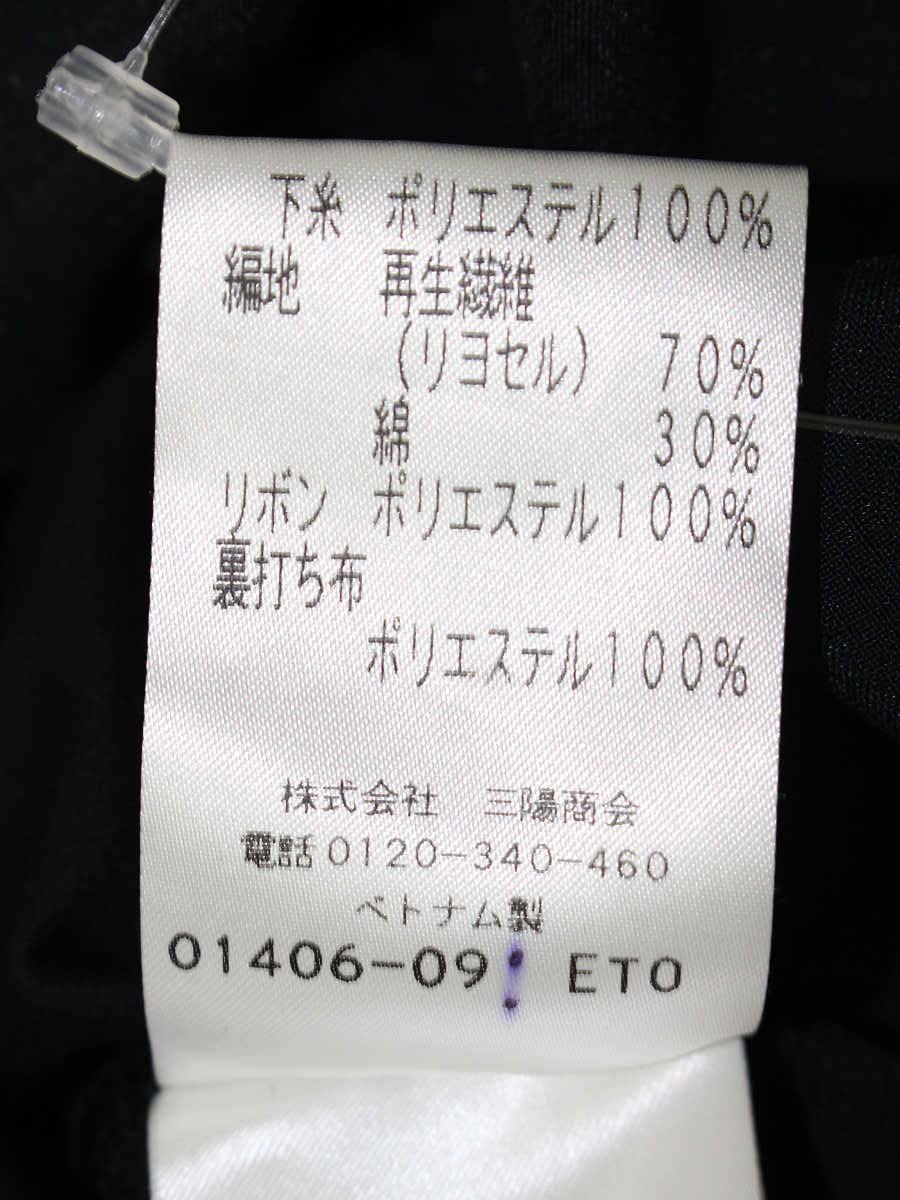 下糸 ポリエステル100%
編地 再生繊維
(リヨセル) 70%
綿 30%
リボン ポリエステル100%
裏打ち布
ポリエステル100%
株式会社 三陽商会
電話0120-340-460
ベトナム製
01406-09 ETO